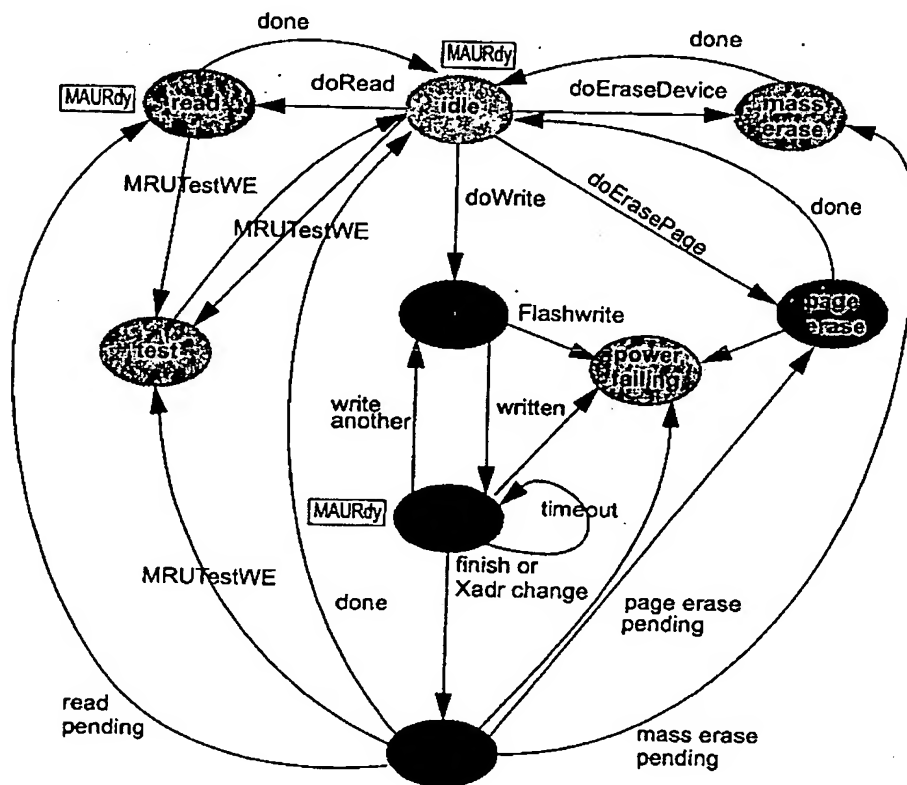 done
MAURdy
done
MAURdy
read
doRead
idle
doEraseDevice
mass
erase
MRUTestWE
MRUTestWE
doWrite
doErasePage
done
test
Flashwrite
page
erase
power
failing
write
another
written
MAURdy
timeout
MRUTestWE
done
finish or
Xadr change
page erase
pending
read
pending
mass erase
pending